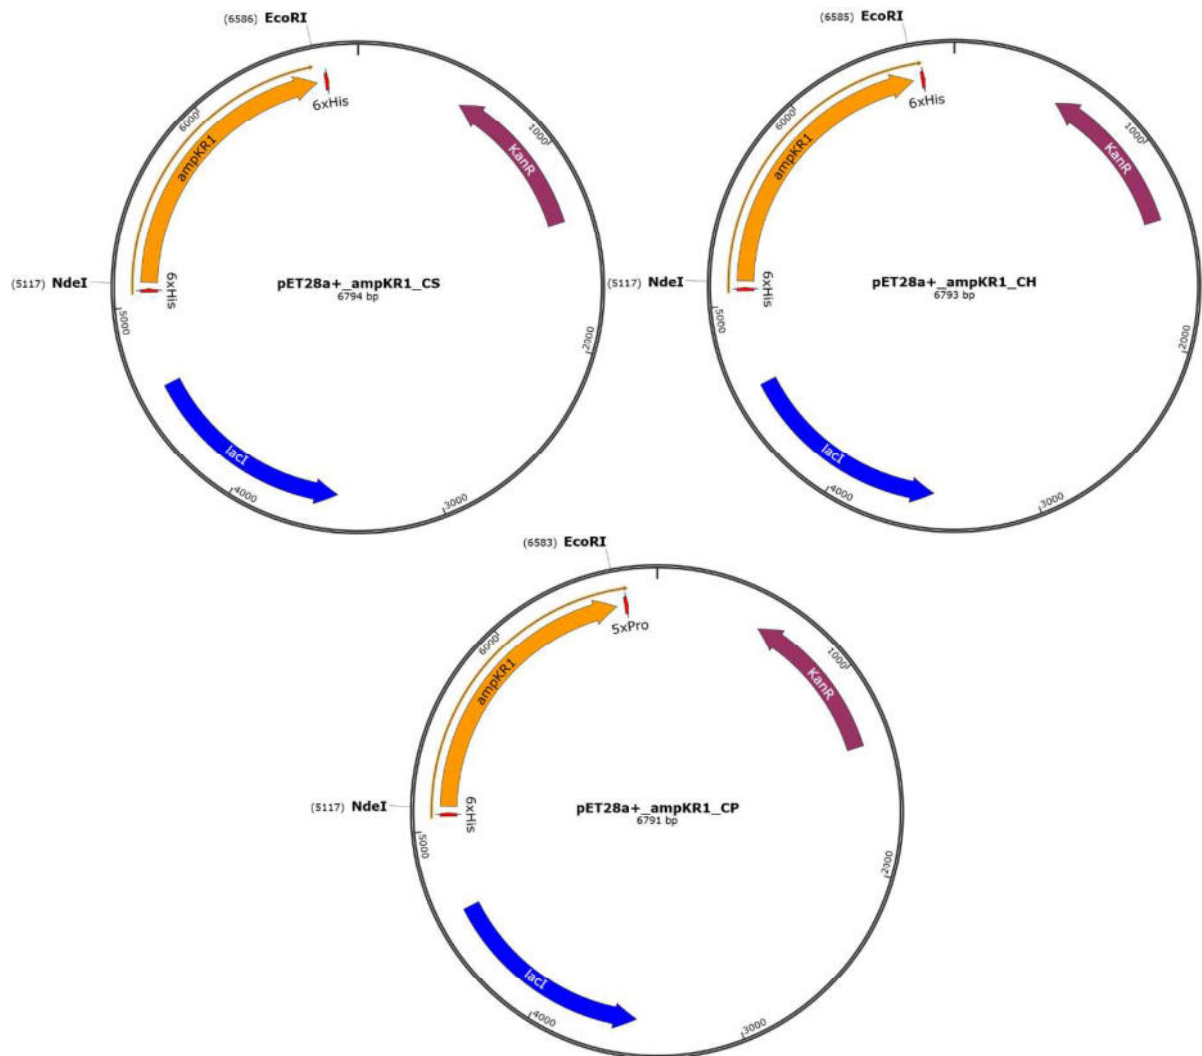 (6586) EcoRI
6xHis
6000
ampKR1
1000
KanR
(5117) NdeI
6xHis
pET28a+_ampKR1_CS
6794 bp
5000
2000
lacI
4000
3000
(6585) EcoRI
6xHis
6000
ampKR1
1000
KanR
(5117) NdeI
6xHis
pET28a+_ampKR1_CH
6793 bp
5000
2000
lacI
4000
3000
(6583) EcoRI
5xPro
6000
ampKR1
1000
KanR
(5117) NdeI
6xHis
pET28a+_ampKR1_CP
6791 bp
5000
2000
lacI
4000
3000